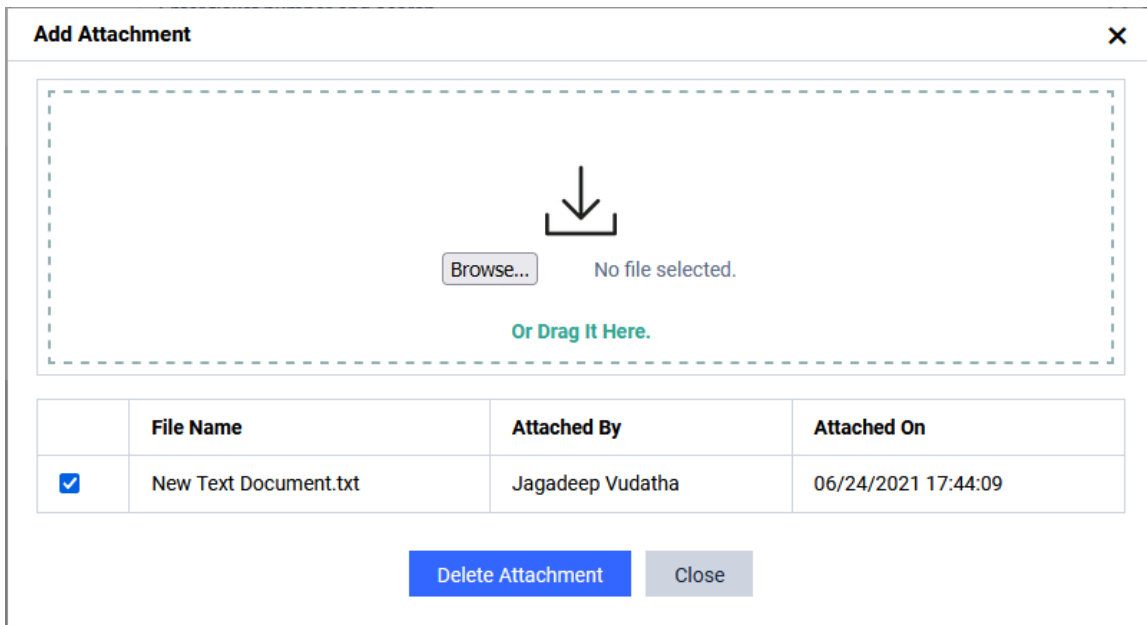 Add Attachment
Browse... No file selected.
Or Drag It Here.
File Name Attached By Attached On
New Text Document.txt Jagadeep Vudatha 06/24/2021 17:44:09
Delete Attachment Close